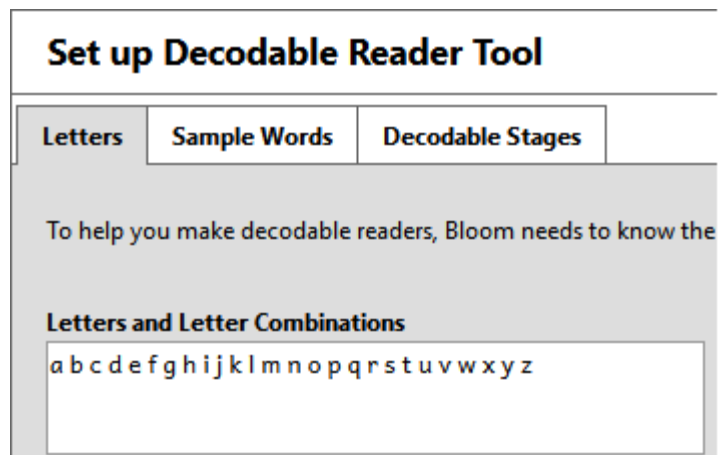 Set up Decodable Reader Tool
Letters Sample Words Decodable Stages
To help you make decodable readers, Bloom needs to know the
Letters and Letter Combinations
a b c d e f g h i j k l m n o p q r s t u v w x y z